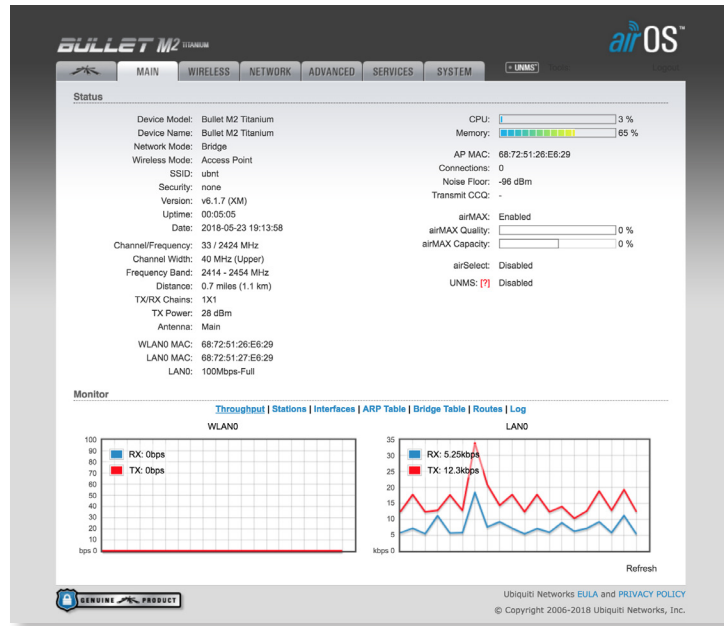 BULLET M2 TITANIUM
airOS™
MAIN WIRELESS NETWORK ADVANCED SERVICES SYSTEM UNMS™ Tools Logout
Status
Device Model: Bullet M2 Titanium
Device Name: Bullet M2 Titanium
Network Mode: Bridge
Wireless Mode: Access Point
SSID: ubnt
Security: none
Version: v6.1.7 (XM)
Uptime: 00:05:05
Date: 2018-05-23 19:13:58
Channel/Frequency: 33 / 2424 MHz
Channel Width: 40 MHz (Upper)
Frequency Band: 2414 - 2454 MHz
Distance: 0.7 miles (1.1 km)
TX/RX Chains: 1X1
TX Power: 28 dBm
Antenna: Main
WLAN0 MAC: 68:72:51:26:E6:29
LAN0 MAC: 68:72:51:27:E6:29
LAN0: 100Mbps-Full
CPU: 3 %
Memory: 65 %
AP MAC: 68:72:51:26:E6:29
Connections: 0
Noise Floor: -96 dBm
Transmit CCQ: -
airMAX: Enabled
airMAX Quality: 0 %
airMAX Capacity: 0 %
airSelect: Disabled
UNMS: [?] Disabled
Monitor
Throughput | Stations | Interfaces | ARP Table | Bridge Table | Routes | Log
WLAN0
100
90
80
70
60
50
40
30
20
10
bps 0
RX: 0bps
TX: 0bps
LAN0
35
30
25
20
15
10
5
kbps 0
RX: 5.25kbps
TX: 12.3kbps
Refresh
GENUINE PRODUCT
Ubiquiti Networks EULA and PRIVACY POLICY
© Copyright 2006-2018 Ubiquiti Networks, Inc.